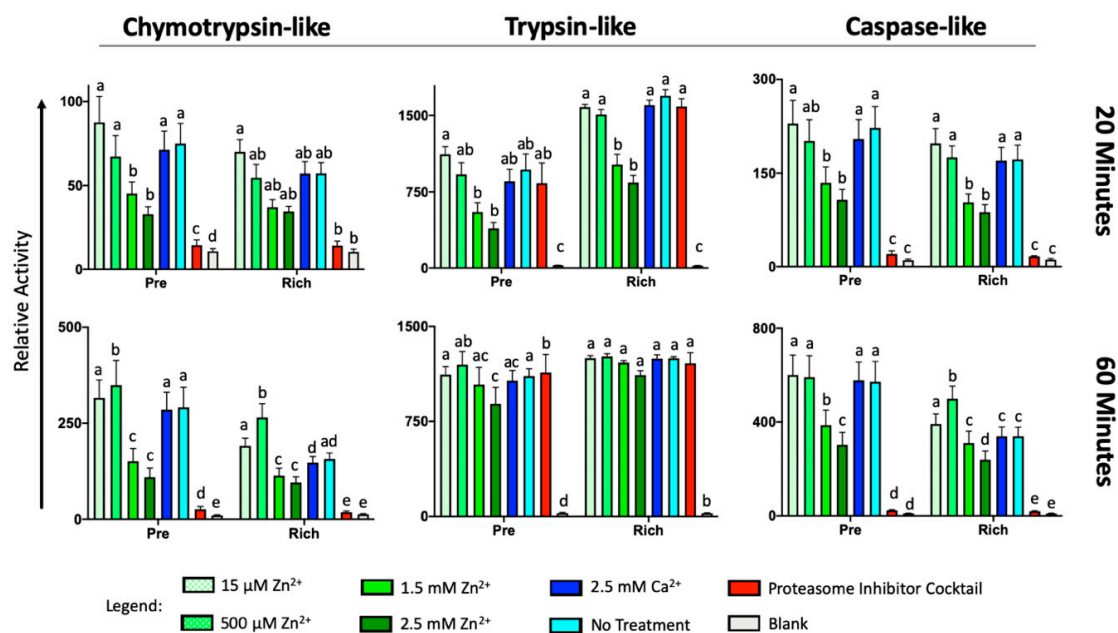 Chymotrypsin-like Trypsin-like Caspase-like
20 Minutes
60 Minutes
Relative Activity
100
50
0
a a b b a a c d
a ab ab ab ab ab b b
Pre Rich
1500
750
0
a ab b b ab ab ab c
a a b b a a a c
Pre Rich
300
150
0
a ab b b a a c c
a a b b a a c c
Pre Rich
500
250
0
a b c c a a d e
a b c c d ad e e
Pre Rich
1500
750
0
a ab ac c ac a b d
a a a a a a a b
Pre Rich
800
400
0
a a b c a a d d
a b c d c c e e
Pre Rich
Legend:
15 µM Zn²⁺ 1.5 mM Zn²⁺ 2.5 mM Ca²⁺ Proteasome Inhibitor Cocktail
500 µM Zn²⁺ 2.5 mM Zn²⁺ No Treatment Blank